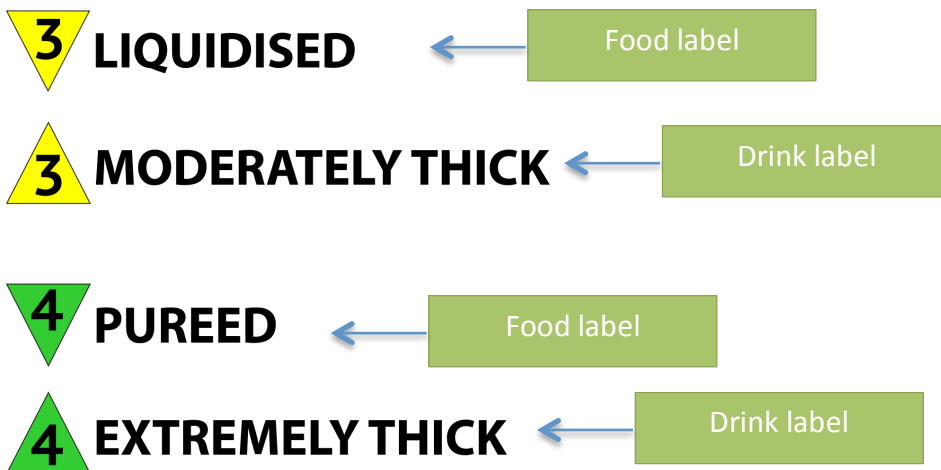 3 LIQUIDISED Food label
3 MODERATELY THICK Drink label
4 PUREED Food label
4 EXTREMELY THICK Drink label